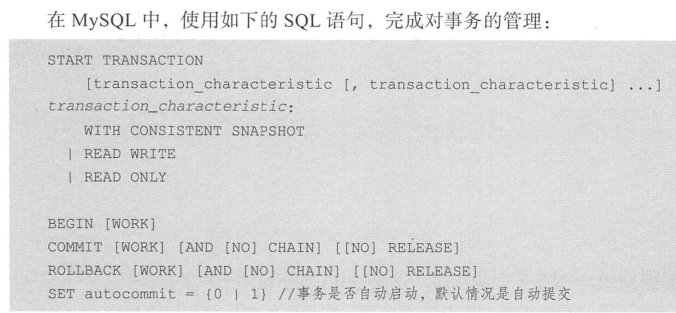 在 MySQL 中，使用如下的 SQL 语句，完成对事务的管理：
START TRANSACTION
[transaction_characteristic [, transaction_characteristic] ...]
transaction_characteristic:
WITH CONSISTENT SNAPSHOT
| READ WRITE
| READ ONLY
BEGIN [WORK]
COMMIT [WORK] [AND [NO] CHAIN] [[NO] RELEASE]
ROLLBACK [WORK] [AND [NO] CHAIN] [[NO] RELEASE]
SET autocommit = {0 | 1} //事务是否自动启动，默认情况是自动提交